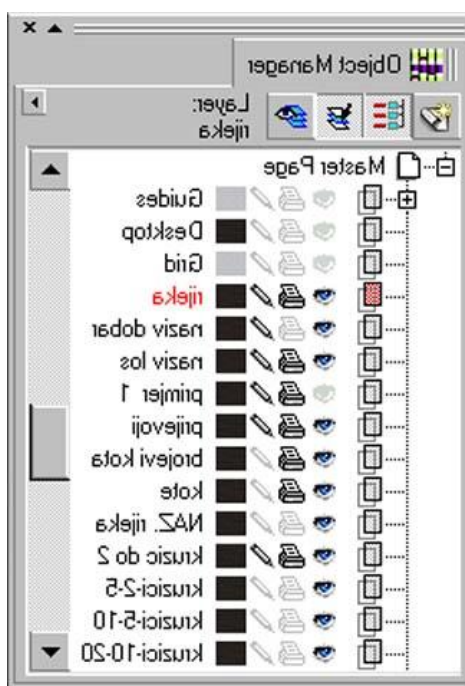 Object Manager
Layer:
rijeka
Master Page
Guides
Desktop
Grid
rijeka
naziv dobar
naziv los
primjer 1
prijevoji
brojevi kota
kote
NAZ. rijeka
kruzic do 2
kruzici-2-5
kruzici-5-10
kruzici-10-20